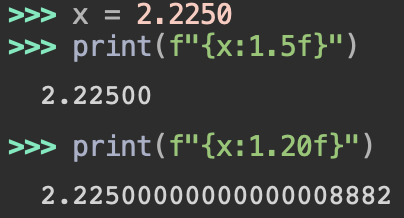 >>> x = 2.2250
>>> print(f"{x:1.5f}")
2.22500
>>> print(f"{x:1.20f}")
2.22500000000000008882